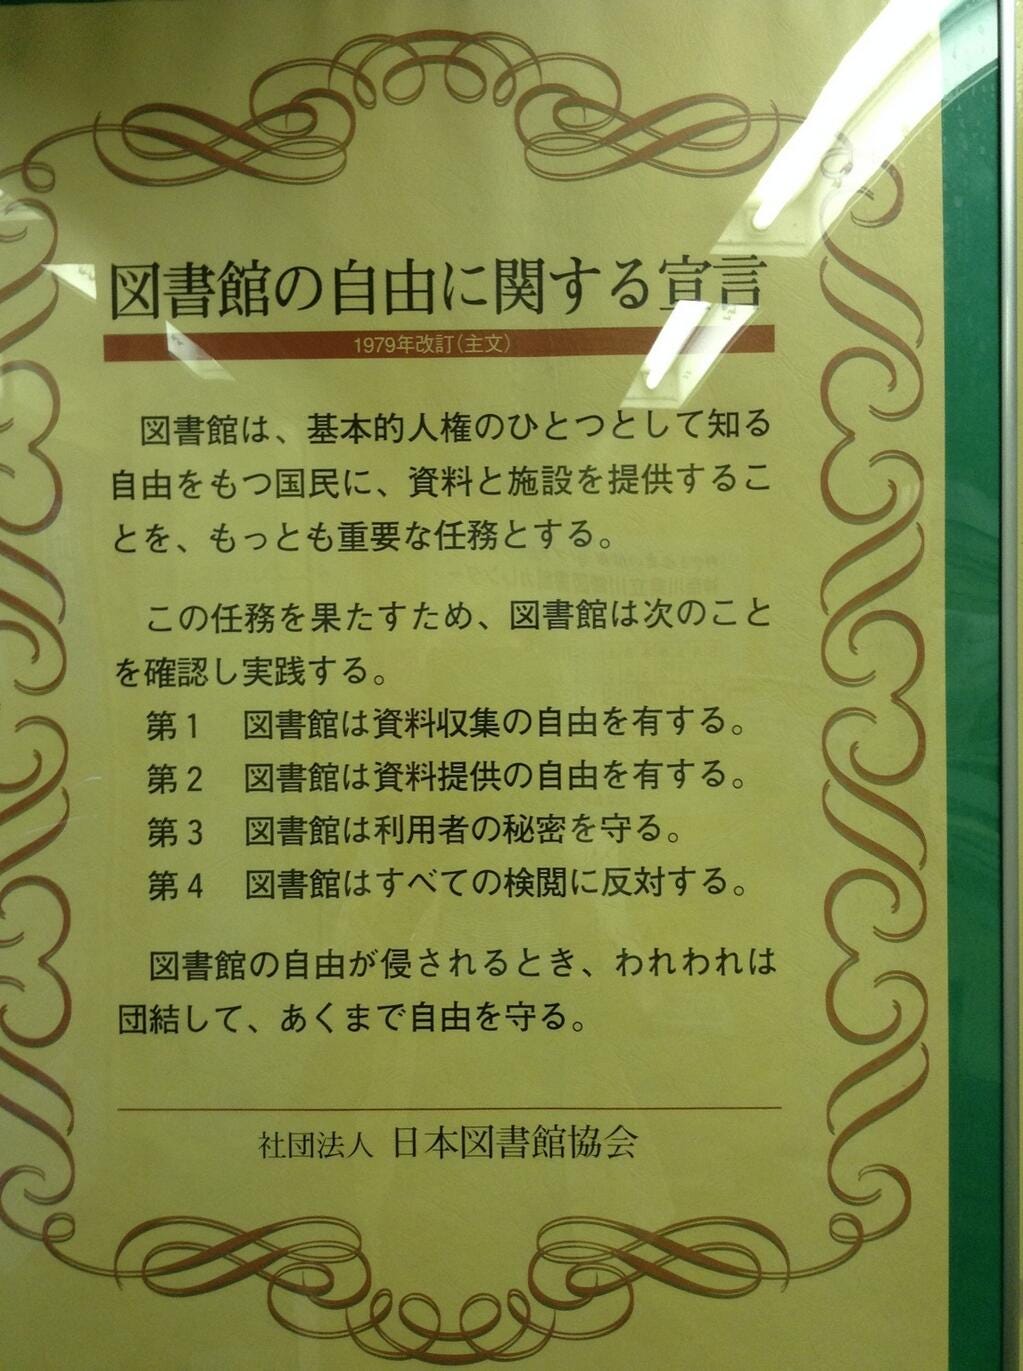 図書館の自由に関する宣言
1979年改訂(主文)
図書館は、基本的人権のひとつとして知る
自由をもつ国民に、資料と施設を提供するこ
とを、もっとも重要な任務とする。
この任務を果たすため、図書館は次のこと
を確認し実践する。
第1 図書館は資料収集の自由を有する。
第2 図書館は資料提供の自由を有する。
第3 図書館は利用者の秘密を守る。
第4 図書館はすべての検閲に反対する。
図書館の自由が侵されるとき、われわれは
団結して、あくまで自由を守る。
社団法人 日本図書館協会